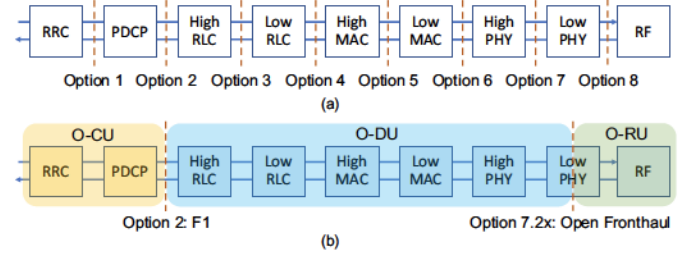 RRC PDCP High RLC Low RLC High MAC Low MAC High PHY Low PHY RF
Option 1 Option 2 Option 3 Option 4 Option 5 Option 6 Option 7 Option 8
(a)
O-CU O-DU O-RU
RRC PDCP High RLC Low RLC High MAC Low MAC High PHY Low PHY RF
Option 2: F1 Option 7.2x: Open Fronthaul
(b)